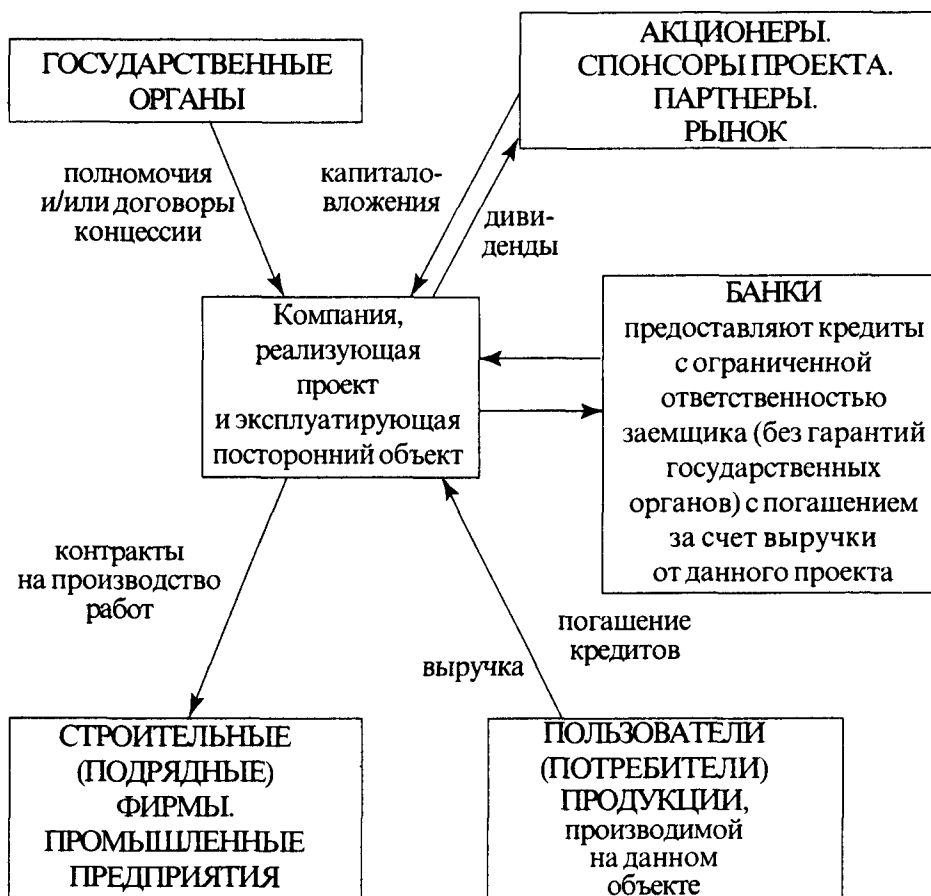 ГОСУДАРСТВЕННЫЕ
ОРГАНЫ
АКЦИОНЕРЫ.
СПОНСОРЫ ПРОЕКТА.
ПАРТНЕРЫ.
РЫНОК
полномочия
и/или договоры
концессии
капитало-
вложения
диви-
денды
Компания,
реализующая
проект
и эксплуатирующая
посторонний объект
БАНКИ
предоставляют кредиты
с ограниченной
ответственностью
заемщика (без гарантий
государственных
органов) с погашением
за счет выручки
от данного проекта
контракты
на производство
работ
выручка
погашение
кредитов
СТРОИТЕЛЬНЫЕ
(ПОДРЯДНЫЕ)
ФИРМЫ.
ПРОМЫШЛЕННЫЕ
ПРЕДПРИЯТИЯ
ПОЛЬЗОВАТЕЛИ
(ПОТРЕБИТЕЛИ)
ПРОДУКЦИИ,
производимой
на данном
объекте